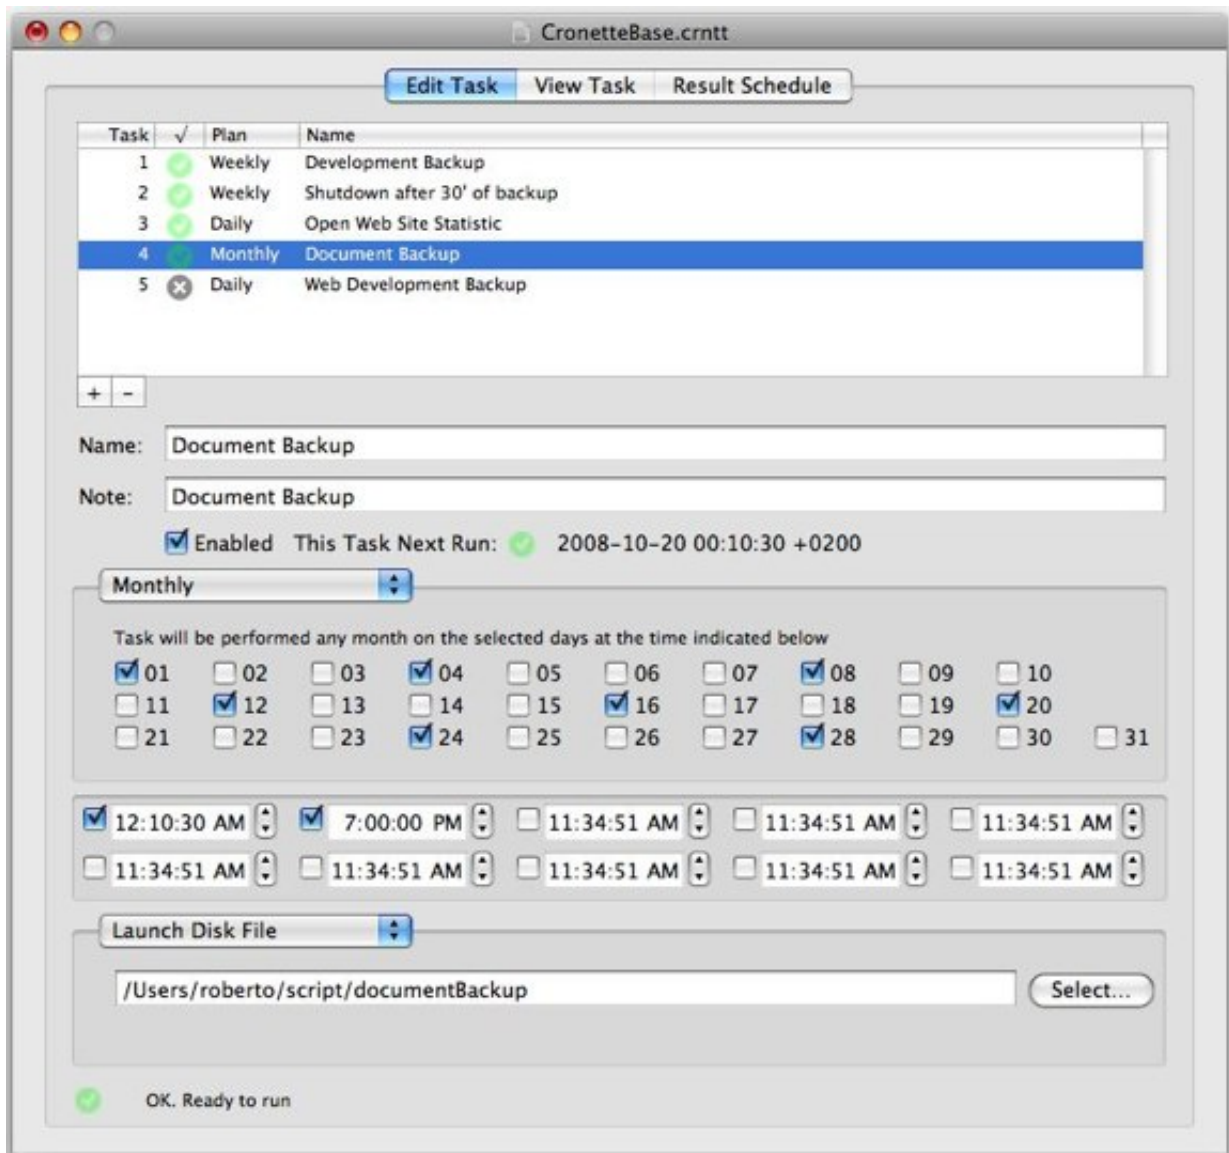 CronetteBase.crntt
Edit Task View Task Result Schedule
Task √ Plan Name
1 Weekly Development Backup
2 Weekly Shutdown after 30' of backup
3 Daily Open Web Site Statistic
4 Monthly Document Backup
5 Daily Web Development Backup
+ -
Name: Document Backup
Note: Document Backup
Enabled This Task Next Run: 2008-10-20 00:10:30 +0200
Monthly
Task will be performed any month on the selected days at the time indicated below
01 02 03 04 05 06 07 08 09 10
11 12 13 14 15 16 17 18 19 20
21 22 23 24 25 26 27 28 29 30 31
12:10:30 AM 7:00:00 PM 11:34:51 AM 11:34:51 AM 11:34:51 AM
11:34:51 AM 11:34:51 AM 11:34:51 AM 11:34:51 AM 11:34:51 AM
Launch Disk File
/Users/roberto/script/documentBackup Select...
OK. Ready to run